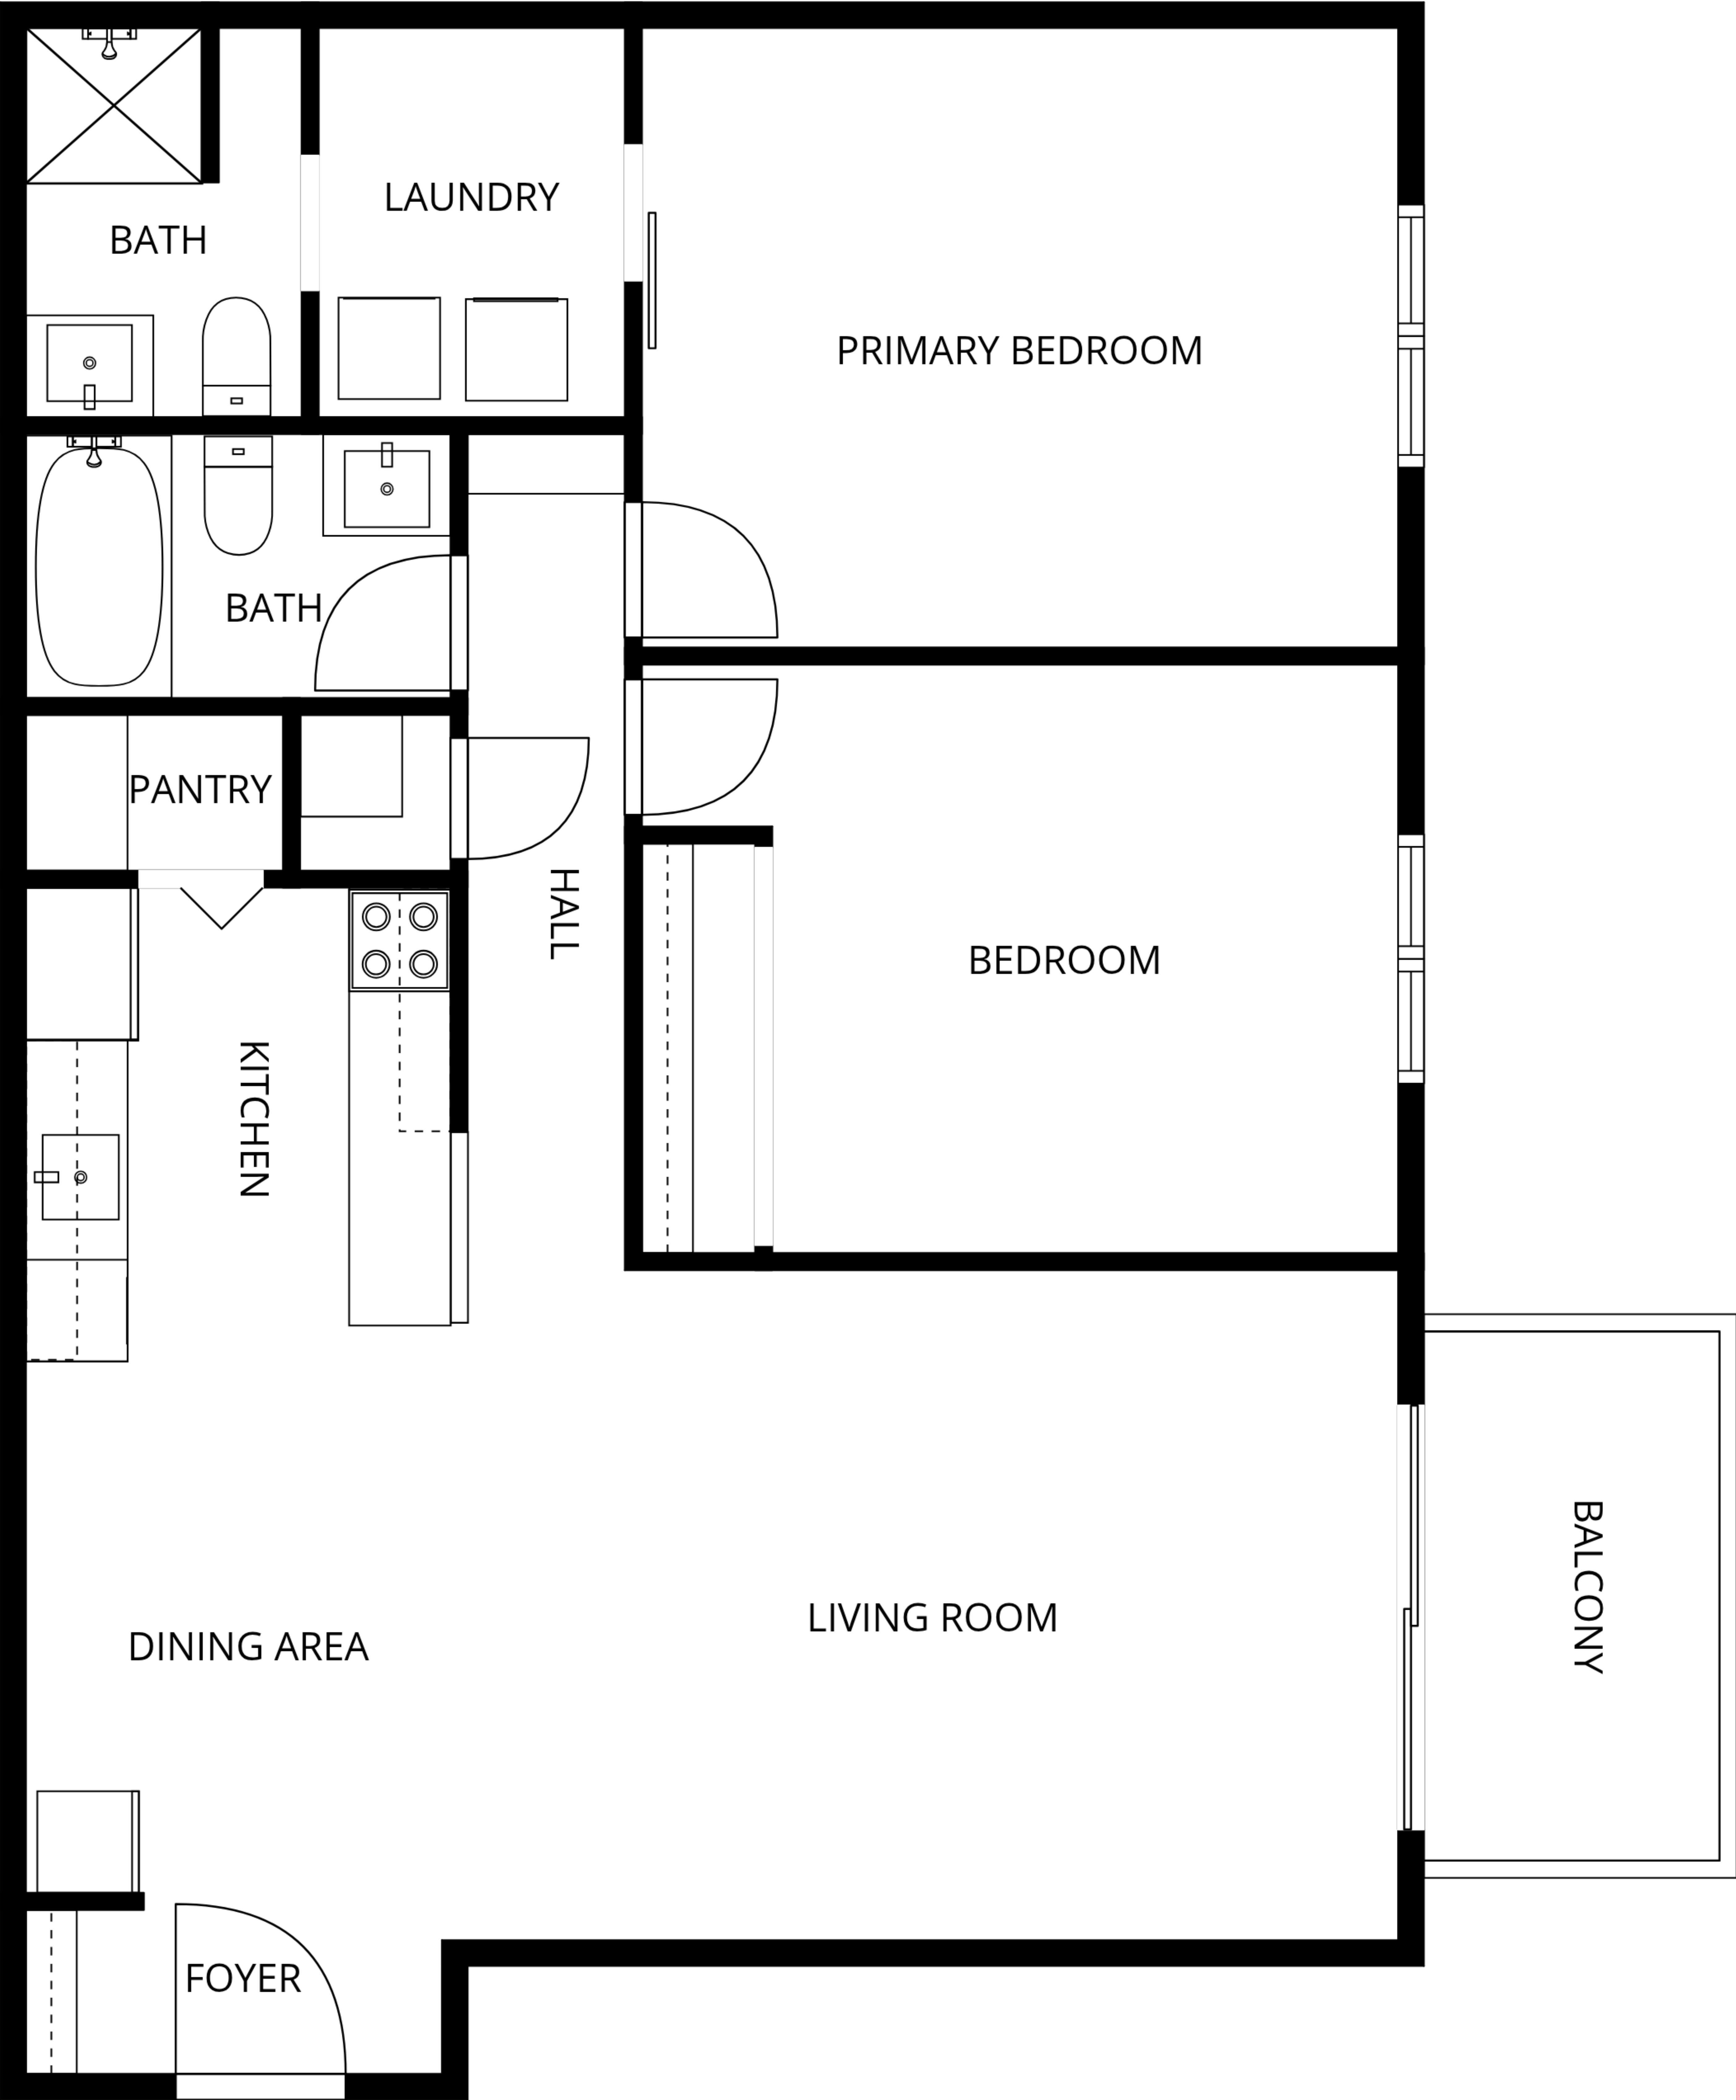 LAUNDRY
BATH
PRIMARY BEDROOM
BATH
PANTRY
HALL
BEDROOM
KITCHEN
LIVING ROOM
DINING AREA
BALCONY
FOYER